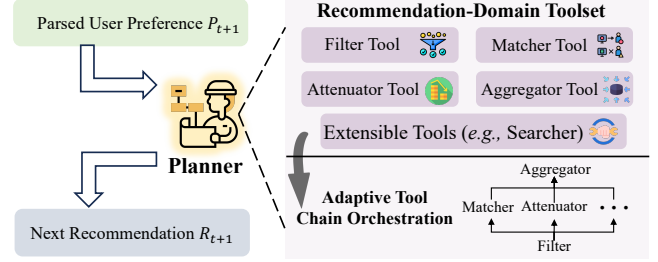 Parsed User Preference P_{t+1}
Planner
Next Recommendation R_{t+1}
Recommendation-Domain Toolset
Filter Tool
Matcher Tool
Attenuator Tool
Aggregator Tool
Extensible Tools (e.g., Searcher)
Adaptive Tool
Chain Orchestration
Aggregator
Matcher Attenuator • • •
Filter